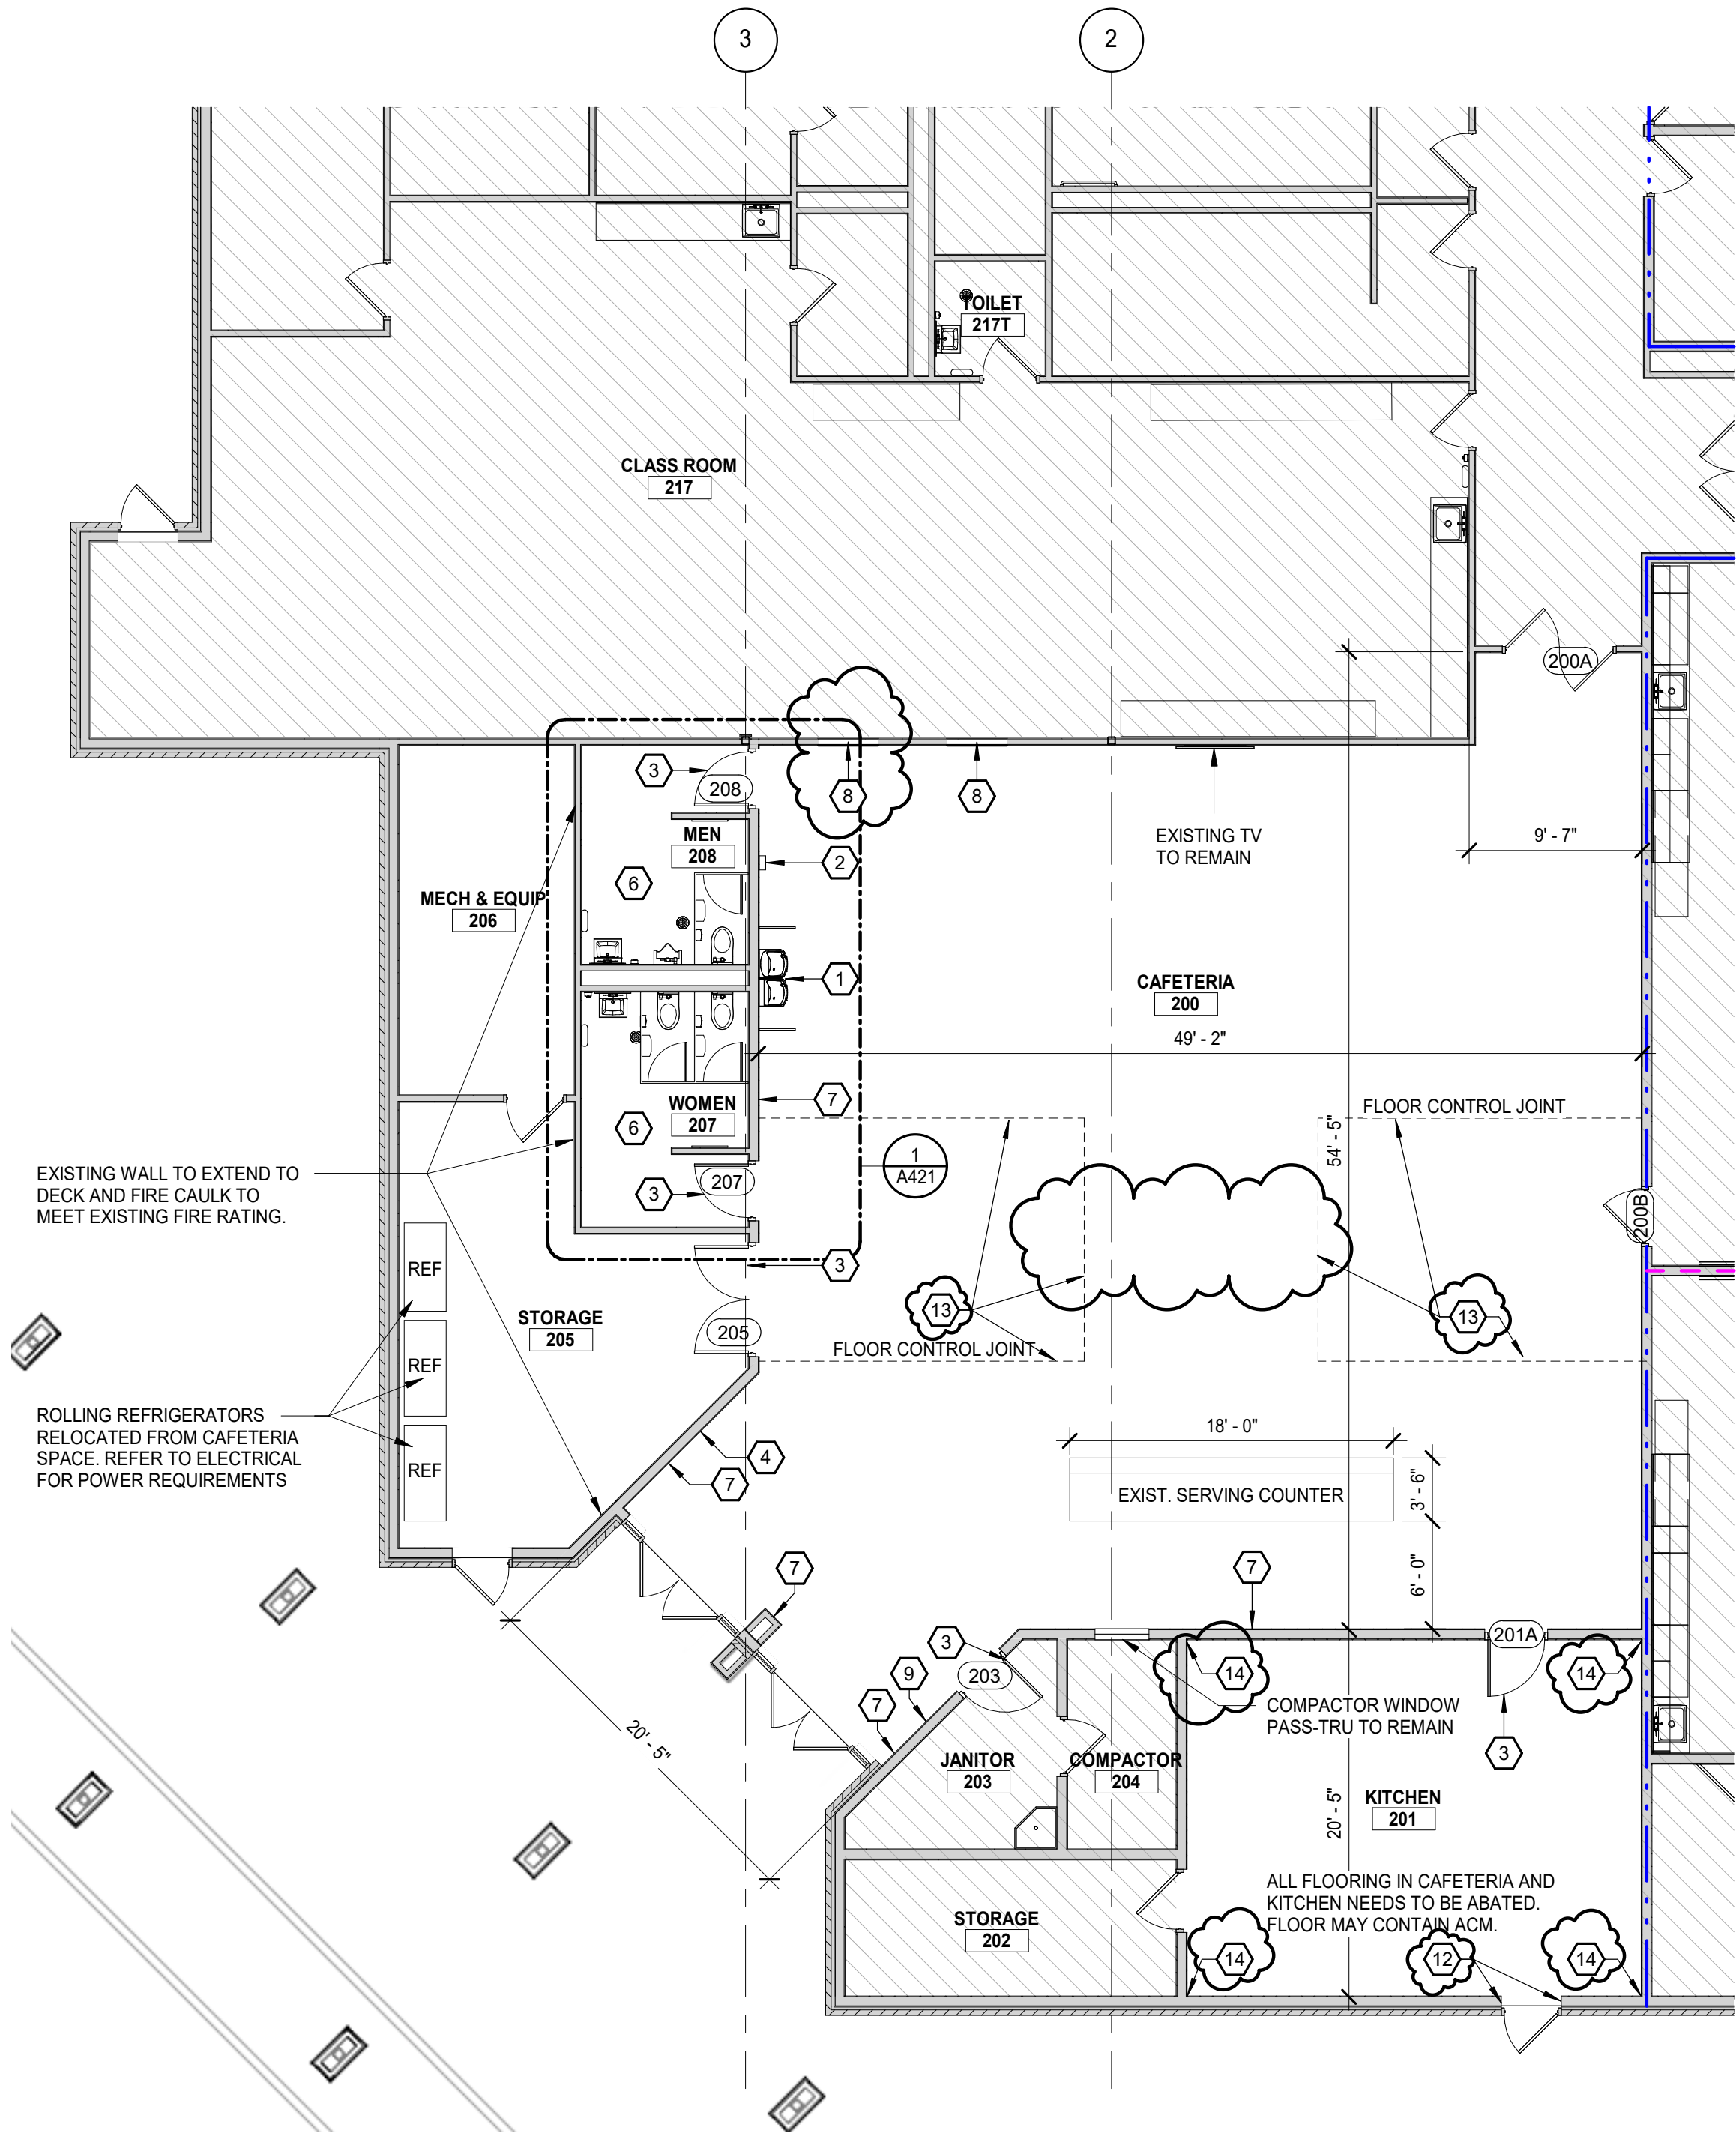 3
2
TOILET
217T
CLASS ROOM
217
200A
3
208
8
8
MEN
208
2
EXISTING TV
TO REMAIN
9' - 7"
6
MECH & EQUIP
206
1
CAFETERIA
200
49' - 2"
WOMEN
207
7
6
FLOOR CONTROL JOINT
54' - 5"
1
A421
EXISTING WALL TO EXTEND TO
DECK AND FIRE CAULK TO
MEET EXISTING FIRE RATING.
3
207
200B
3
REF
13
13
STORAGE
205
205
FLOOR CONTROL JOINT
REF
ROLLING REFRIGERATORS
RELOCATED FROM CAFETERIA
SPACE. REFER TO ELECTRICAL
FOR POWER REQUIREMENTS
REF
4
7
18' - 0"
EXIST. SERVING COUNTER
3' - 6"
6' - 0"
7
7
3
203
201A
9
14
14
7
COMPACTOR WINDOW
PASS-TRU TO REMAIN
3
20' - 5"
JANITOR
203
COMPACTOR
204
KITCHEN
201
20' - 5"
ALL FLOORING IN CAFETERIA AND
KITCHEN NEEDS TO BE ABATED.
FLOOR MAY CONTAIN ACM.
STORAGE
202
14
12
14